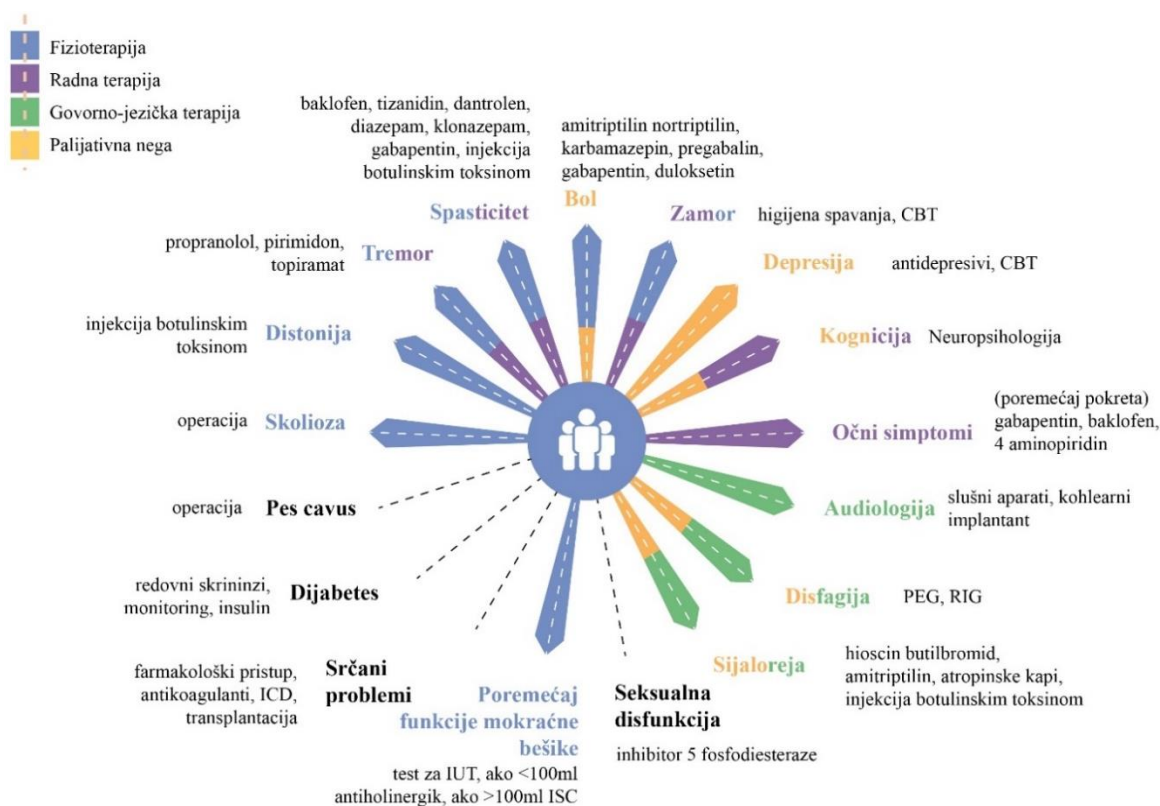 Fizioterapija
Radna terapija
Govorno-jezička terapija
Palijativna nega
baklofen, tizanidin, dantrolen,
diazepam, klonazepam,
gabapentin, injekcija
botulinskim toksinom
Spasticitet
amitriptilin nortriptilin,
karbamazepin, pregabalin,
gabapentin, duloksetin
Bol
Zamor
higijena spavanja, CBT
propranolol, pirimidon,
topiramat
Tremor
Depresija
antidepresivi, CBT
injekcija botulinskim
toksinom
Distonija
Kognicija
Neuropsihologija
operacija
Skolioza
Očni simptomi
(poremećaj pokreta)
gabapentin, baklofen,
4 aminopiridin
operacija
Pes cavus
Audiologija
slušni aparati, kohlearni
implantant
redovni skrininzi,
monitoring, insulin
Dijabetes
Disfagija
PEG, RIG
farmakološki pristup,
antikoagulanti, ICD,
transplantacija
Srčani
problemi
Poremećaj
funkcije mokraćne
bešike
test za IUT, ako <100ml
antiholinergik, ako >100ml ISC
Seksualna
disfunkcija
inhibitor 5 fosfodiesteraze
Sijaloreja
hioscin butilbromid,
amitriptilin, atropinske kapi,
injekcija botulinskim toksinom